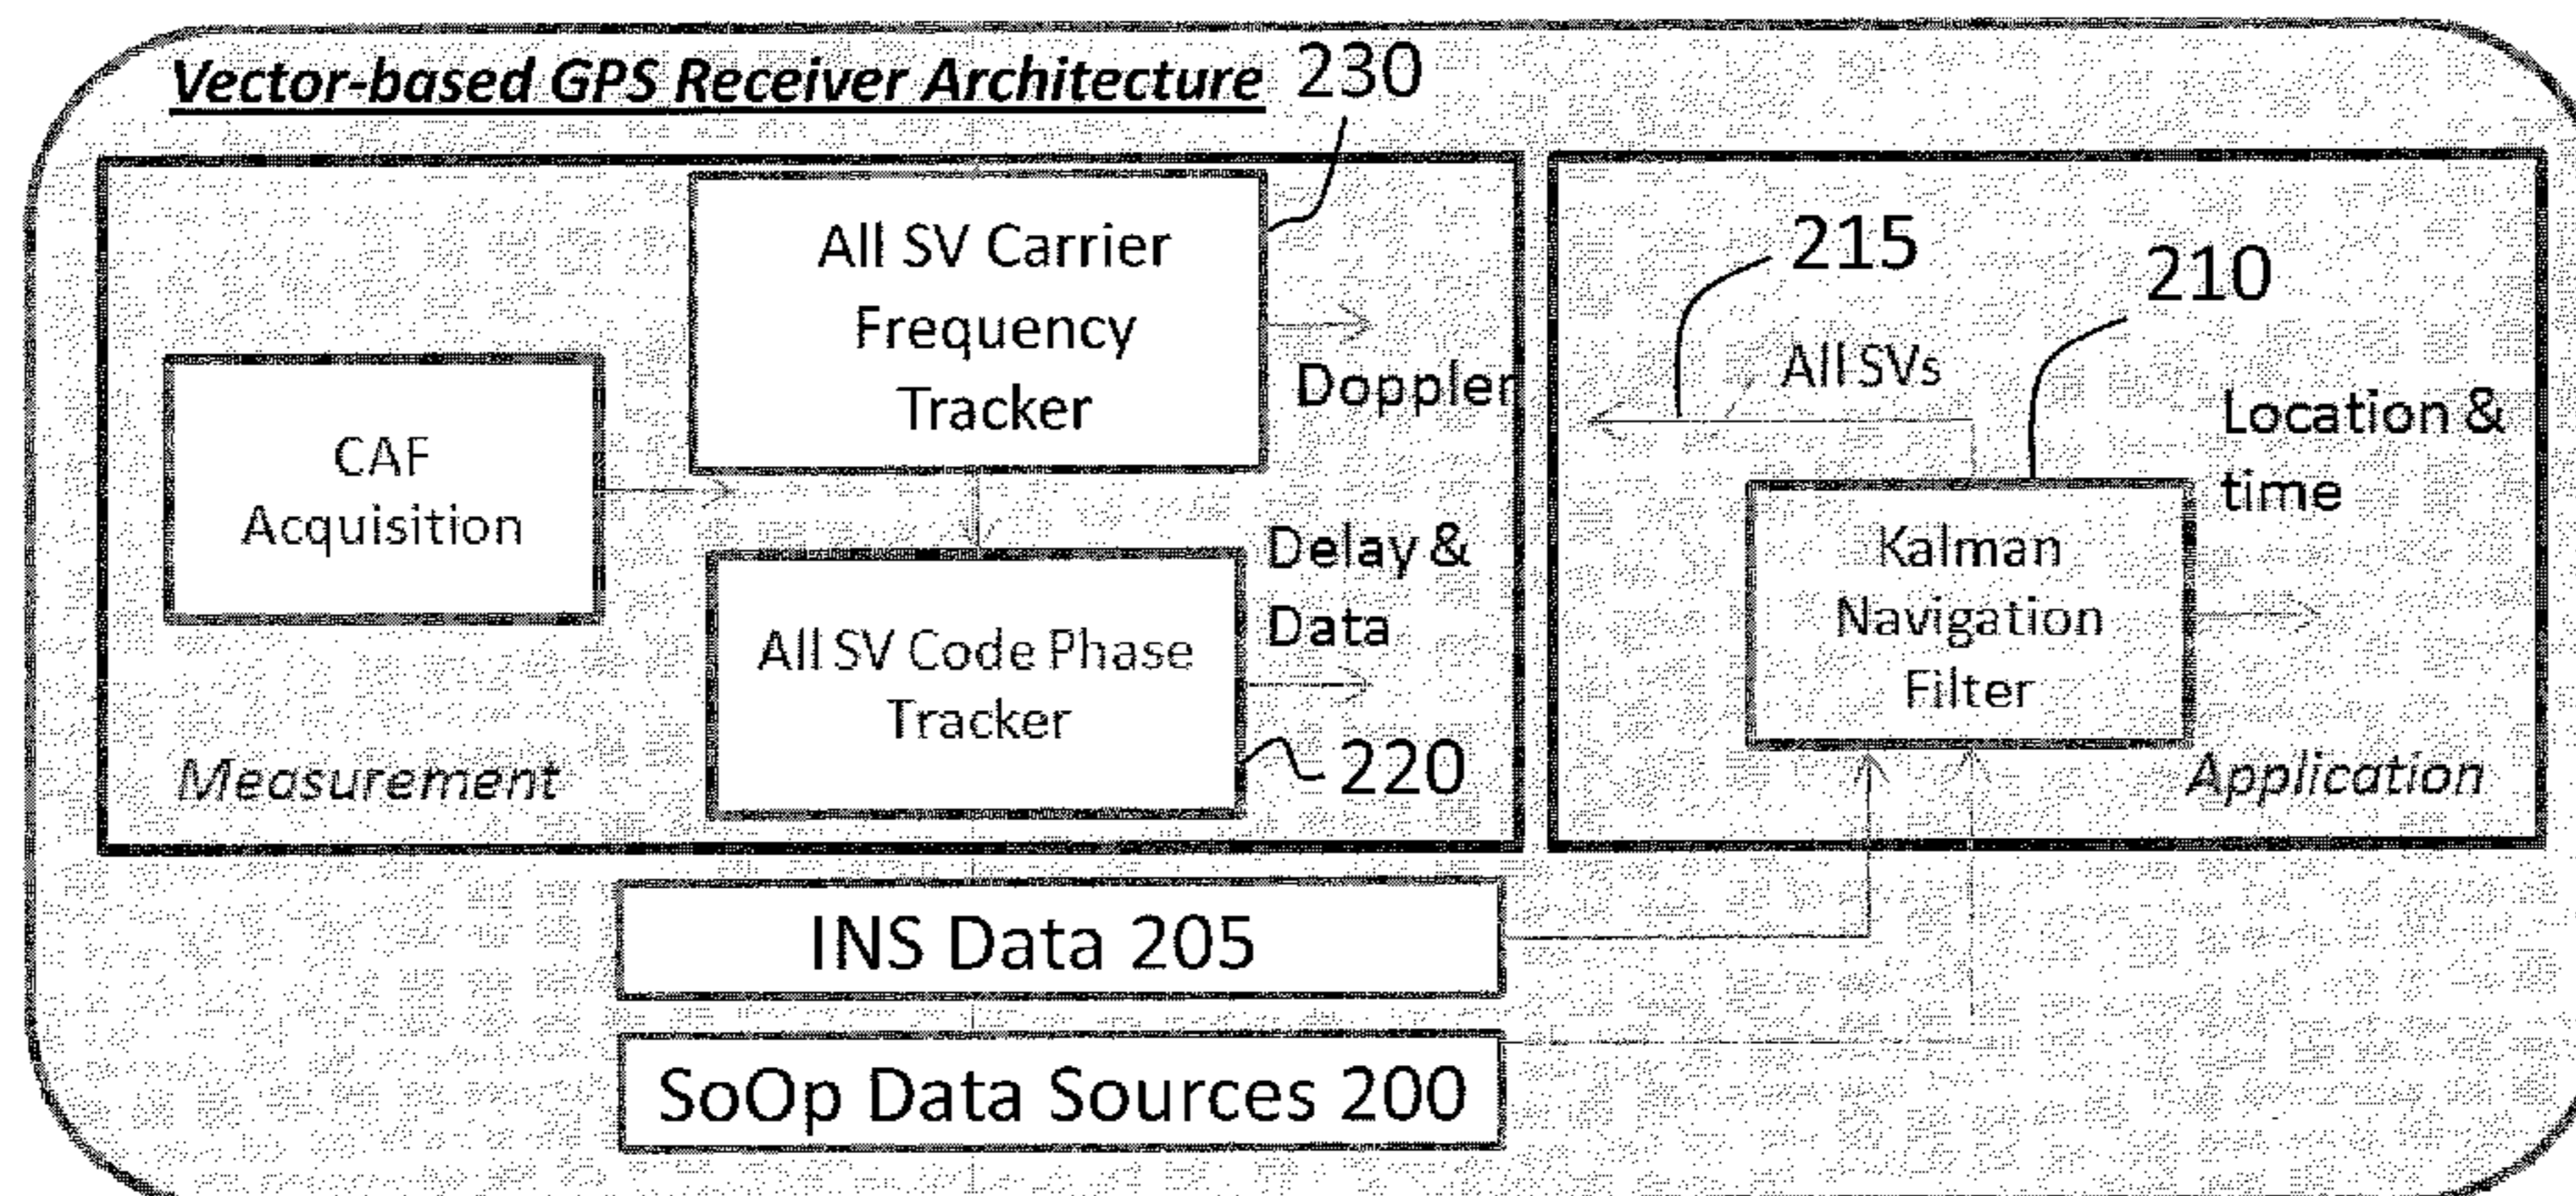 Vector-based GPS Receiver Architecture 230
All SV Carrier
Frequency
Tracker
Doppler
CAF
Acquisition
Delay &
Data
All SV Code Phase
Tracker
220
Measurement
215
210
All SVs
Location &
time
Kalman
Navigation
Filter
Application
INS Data 205
SoOp Data Sources 200